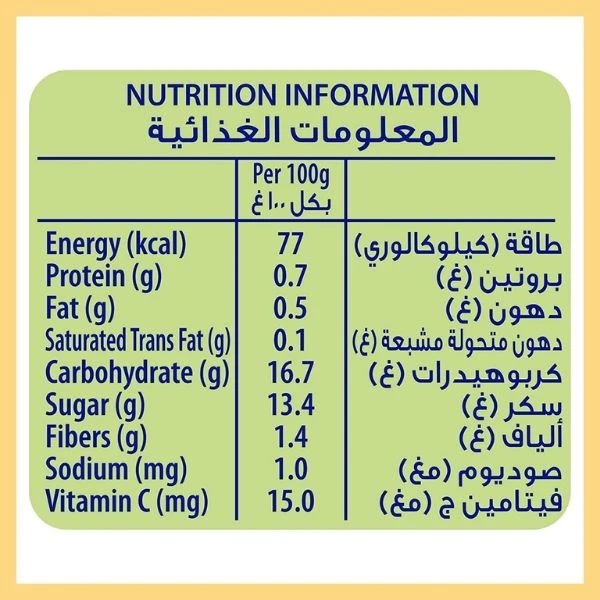 NUTRITION INFORMATION
المعلومات الغذائية
Per 100g
بكل ١٠٠غ
Energy (kcal) 77 طاقة (كيلوكالوري)
Protein (g) 0.7 بروتين (غ)
Fat (g) 0.5 دهون (غ)
Saturated Trans Fat (g) 0.1 دهون متحولة مشبعة (غ)
Carbohydrate (g) 16.7 كربوهيدرات (غ)
Sugar (g) 13.4 سكر (غ)
Fibers (g) 1.4 ألياف (غ)
Sodium (mg) 1.0 صوديوم (مغ)
Vitamin C (mg) 15.0 فيتامين ج (مغ)